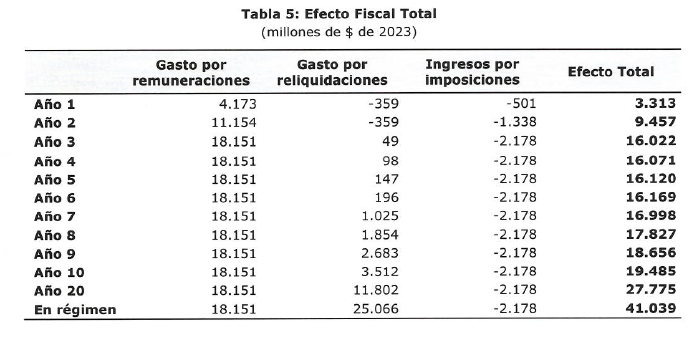 Tabla 5: Efecto Fiscal Total
(millones de $ de 2023)
Gasto por remuneraciones Gasto por reliquidaciones Ingresos por imposiciones Efecto Total
Año 1 4.173 -359 -501 3.313
Año 2 11.154 -359 -1.338 9.457
Año 3 18.151 49 -2.178 16.022
Año 4 18.151 98 -2.178 16.071
Año 5 18.151 147 -2.178 16.120
Año 6 18.151 196 -2.178 16.169
Año 7 18.151 1.025 -2.178 16.998
Año 8 18.151 1.854 -2.178 17.827
Año 9 18.151 2.683 -2.178 18.656
Año 10 18.151 3.512 -2.178 19.485
Año 20 18.151 11.802 -2.178 27.775
En régimen 18.151 25.066 -2.178 41.039